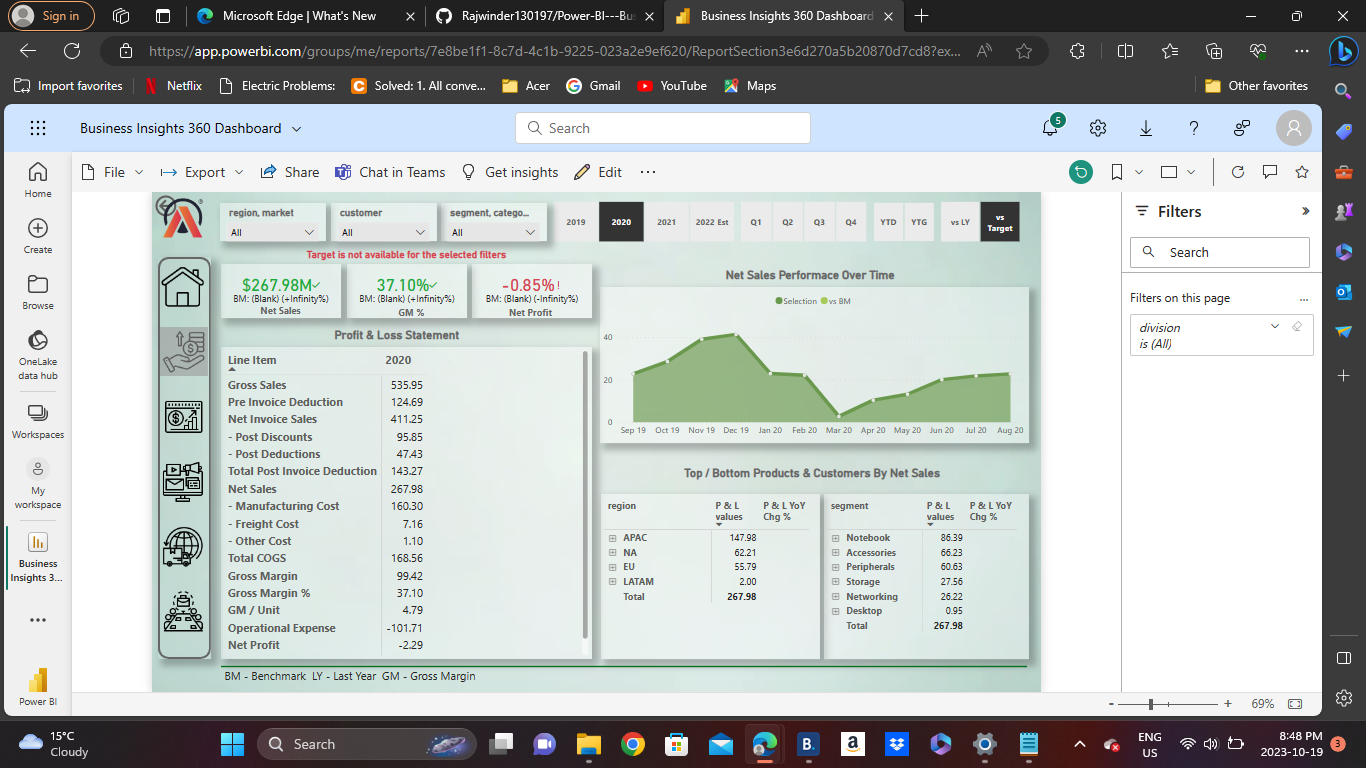 Sign in
Microsoft Edge | What's New
Rajwinder130197/Power-BI---Bu
Business Insights 360 Dashboard
https://app.powerbi.com/groups/me/reports/7e8be1f1-8c7d-4c1b-9225-023a2e9ef620/ReportSection3e6d270a5b20870d7cd8?ex...
Import favorites
Netflix
Electric Problems:
Solved: 1. All conve...
Acer
Gmail
YouTube
Maps
Other favorites
Business Insights 360 Dashboard
Search
5
File
Export
Share
Chat in Teams
Get insights
Edit
Home
Create
Browse
OneLake
data hub
Workspaces
My
workspace
Business
Insights 3...
Power BI
region, market
All
customer
All
segment, catego...
All
2019
2020
2021
2022 Est
Q1
Q2
Q3
Q4
YTD
YTG
vs LY
vs
Target
Target is not available for the selected filters
$267.98M
BM: (Blank) (+Infinity%)
Net Sales
37.10%
BM: (Blank) (+Infinity%)
GM %
-0.85%!
BM: (Blank) (-Infinity%)
Net Profit
Profit & Loss Statement
Line Item 2020
Gross Sales 535.95
Pre Invoice Deduction 124.69
Net Invoice Sales 411.25
- Post Discounts 95.85
- Post Deductions 47.43
Total Post Invoice Deduction 143.27
Net Sales 267.98
- Manufacturing Cost 160.30
- Freight Cost 7.16
- Other Cost 1.10
Total COGS 168.56
Gross Margin 99.42
Gross Margin % 37.10
GM / Unit 4.79
Operational Expense -101.71
Net Profit -2.29
BM - Benchmark LY - Last Year GM - Gross Margin
Net Sales Performace Over Time
Selection vs BM
40
20
0
Sep 19 Oct 19 Nov 19 Dec 19 Jan 20 Feb 20 Mar 20 Apr 20 May 20 Jun 20 Jul 20 Aug 20
Top / Bottom Products & Customers By Net Sales
region P & L values P & L YoY Chg %
APAC 147.98
NA 62.21
EU 55.79
LATAM 2.00
Total 267.98
segment P & L values P & L YoY Chg %
Notebook 86.39
Accessories 66.23
Peripherals 60.63
Storage 27.56
Networking 26.22
Desktop 0.95
Total 267.98
Filters
Search
Filters on this page
...
division
is (All)
- + 69%
15°C
Cloudy
Search
B.
a
ENG
US
8:48 PM
2023-10-19
3